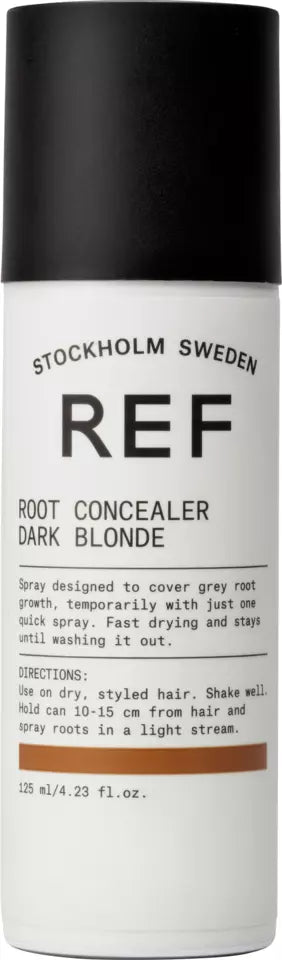 STOCKHOLM SWEDEN
REF
ROOT CONCEALER
DARK BLONDE
Spray designed to cover grey root
growth, temporarily with just one
quick spray. Fast drying and stays
until washing it out.
DIRECTIONS:
Use on dry, styled hair. Shake well.
Hold can 10-15 cm from hair and
spray roots in a light stream.
125 ml/4.23 fl.oz.